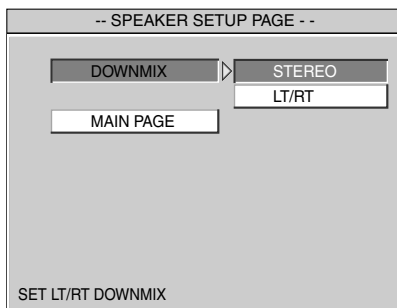 -- SPEAKER SETUP PAGE - -
DOWNMIX STEREO
LT/RT
MAIN PAGE
SET LT/RT DOWNMIX